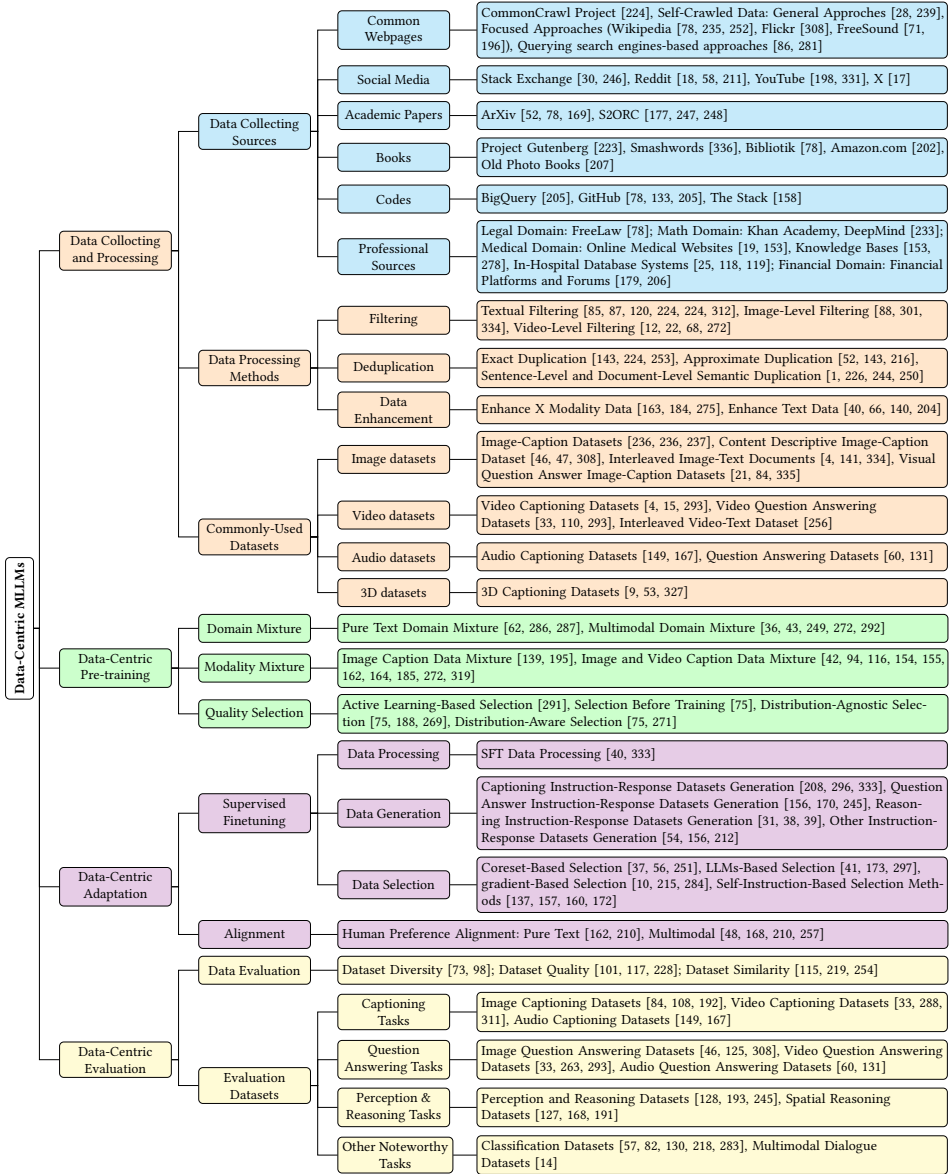 Data-Centric MLLMs
Data Collocting
and Processing
Data Collecting
Sources
Common
Webpages
CommonCrawl Project [224], Self-Crawled Data: General Approches [28, 239],
Focused Approaches (Wikipedia [78, 235, 252], Flickr [308], FreeSound [71,
196]), Querying search engines-based approaches [86, 281]
Social Media
Stack Exchange [30, 246], Reddit [18, 58, 211], YouTube [198, 331], X [17]
Academic Papers
ArXiv [52, 78, 169], S2ORC [177, 247, 248]
Books
Project Gutenberg [223], Smashwords [336], Bibliotik [78], Amazon.com [202],
Old Photo Books [207]
Codes
BigQuery [205], GitHub [78, 133, 205], The Stack [158]
Professional
Sources
Legal Domain: FreeLaw [78]; Math Domain: Khan Academy, DeepMind [233];
Medical Domain: Online Medical Websites [19, 153], Knowledge Bases [153,
278], In-Hospital Database Systems [25, 118, 119]; Financial Domain: Financial
Platforms and Forums [179, 206]
Data Processing
Methods
Filtering
Textual Filtering [85, 87, 120, 224, 224, 312], Image-Level Filtering [88, 301,
334], Video-Level Filtering [12, 22, 68, 272]
Deduplication
Exact Duplication [143, 224, 253], Approximate Duplication [52, 143, 216],
Sentence-Level and Document-Level Semantic Duplication [1, 226, 244, 250]
Data
Enhancement
Enhance X Modality Data [163, 184, 275], Enhance Text Data [40, 66, 140, 204]
Commonly-Used
Datasets
Image datasets
Image-Caption Datasets [236, 236, 237], Content Descriptive Image-Caption
Dataset [46, 47, 308], Interleaved Image-Text Documents [4, 141, 334], Visual
Question Answer Image-Caption Datasets [21, 84, 335]
Video datasets
Video Captioning Datasets [4, 15, 293], Video Question Answering
Datasets [33, 110, 293], Interleaved Video-Text Dataset [256]
Audio datasets
Audio Captioning Datasets [149, 167], Question Answering Datasets [60, 131]
3D datasets
3D Captioning Datasets [9, 53, 327]
Data-Centric
Pre-training
Domain Mixture
Pure Text Domain Mixture [62, 286, 287], Multimodal Domain Mixture [36, 43, 249, 272, 292]
Modality Mixture
Image Caption Data Mixture [139, 195], Image and Video Caption Data Mixture [42, 94, 116, 154, 155,
162, 164, 185, 272, 319]
Quality Selection
Active Learning-Based Selection [291], Selection Before Training [75], Distribution-Agnostic Selec-
tion [75, 188, 269], Distribution-Aware Selection [75, 271]
Data-Centric
Adaptation
Supervised
Finetuning
Data Processing
SFT Data Processing [40, 333]
Data Generation
Captioning Instruction-Response Datasets Generation [208, 296, 333], Question
Answer Instruction-Response Datasets Generation [156, 170, 245], Reason-
ing Instruction-Response Datasets Generation [31, 38, 39], Other Instruction-
Response Datasets Generation [54, 156, 212]
Data Selection
Coreset-Based Selection [37, 56, 251], LLMs-Based Selection [41, 173, 297],
gradient-Based Selection [10, 215, 284], Self-Instruction-Based Selection Meth-
ods [137, 157, 160, 172]
Alignment
Human Preference Alignment: Pure Text [162, 210], Multimodal [48, 168, 210, 257]
Data-Centric
Evaluation
Data Evaluation
Dataset Diversity [73, 98]; Dataset Quality [101, 117, 228]; Dataset Similarity [115, 219, 254]
Evaluation
Datasets
Captioning
Tasks
Image Captioning Datasets [84, 108, 192], Video Captioning Datasets [33, 288,
311], Audio Captioning Datasets [149, 167]
Question
Answering Tasks
Image Question Answering Datasets [46, 125, 308], Video Question Answering
Datasets [33, 263, 293], Audio Question Answering Datasets [60, 131]
Perception &
Reasoning Tasks
Perception and Reasoning Datasets [128, 193, 245], Spatial Reasoning
Datasets [127, 168, 191]
Other Noteworthy
Tasks
Classification Datasets [57, 82, 130, 218, 283], Multimodal Dialogue
Datasets [14]